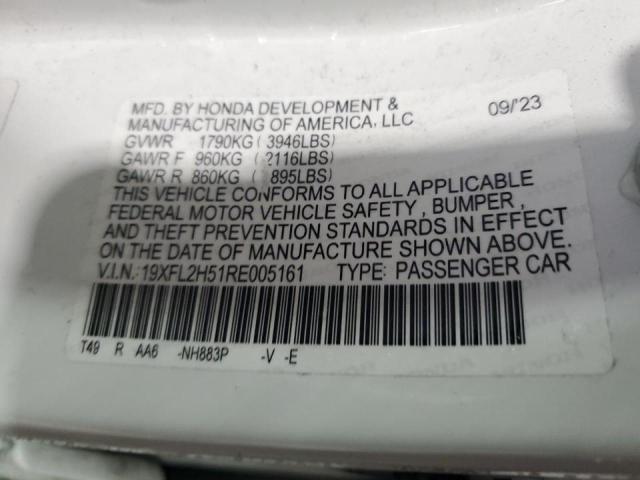 MFD. BY HONDA DEVELOPMENT & 09/'23
MANUFACTURING OF AMERICA, LLC
GVWR 1790KG( 3946LBS)
GAWR F 960KG( 2116LBS)
GAWR R 860KG( 895LBS)
THIS VEHICLE CONFORMS TO ALL APPLICABLE
FEDERAL MOTOR VEHICLE SAFETY , BUMPER ,
AND THEFT PREVENTION STANDARDS IN EFFECT
ON THE DATE OF MANUFACTURE SHOWN ABOVE.
V.I.N.:19XFL2H51RE005161 TYPE: PASSENGER CAR
T49 R AA6 -NH883P -V -E